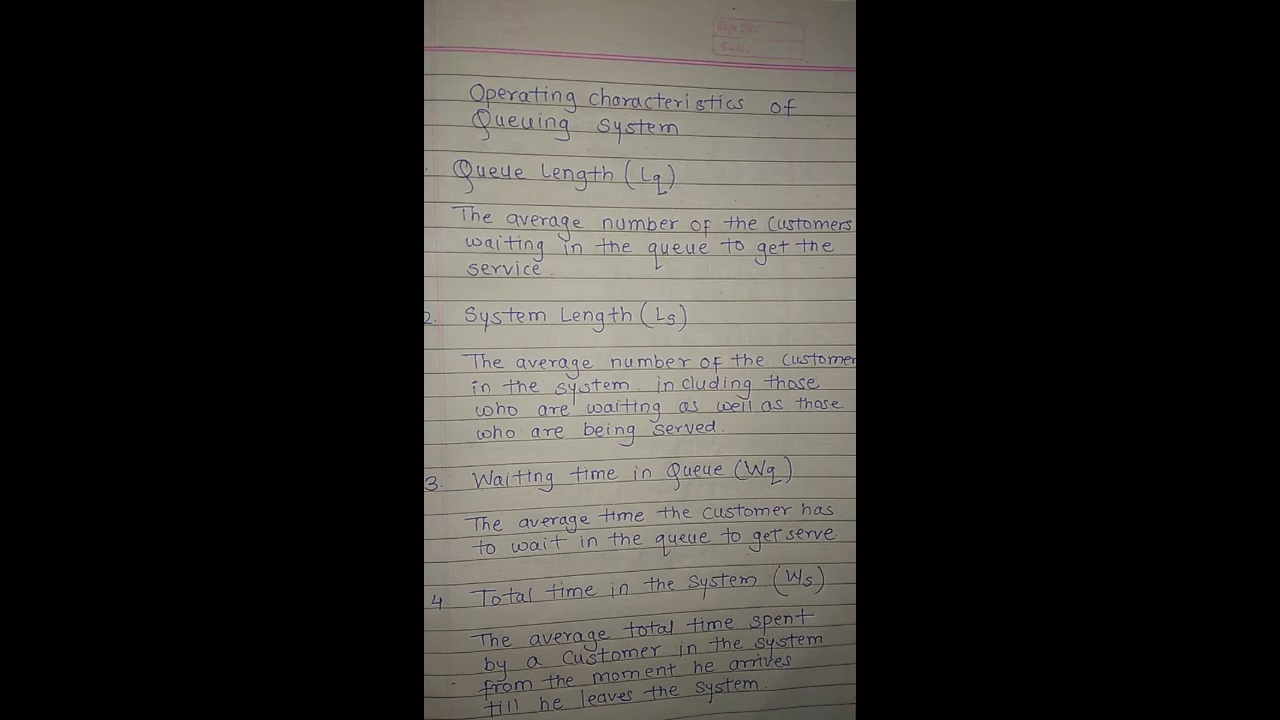 Operating characteristics of
Queuing system
Queue Length (Lq)
The average number of the customers
waiting in the queue to get the
service.
2. System Length (Ls)
The average number of the customer
in the system. including those
who are waiting as well as those
who are being served.
3. Waiting time in Queue (Wq)
The average time the customer has
to wait in the queue to get serve.
4. Total time in the system (Ws)
The average total time spent
by a customer in the system
from the moment he arrives
till he leaves the system.